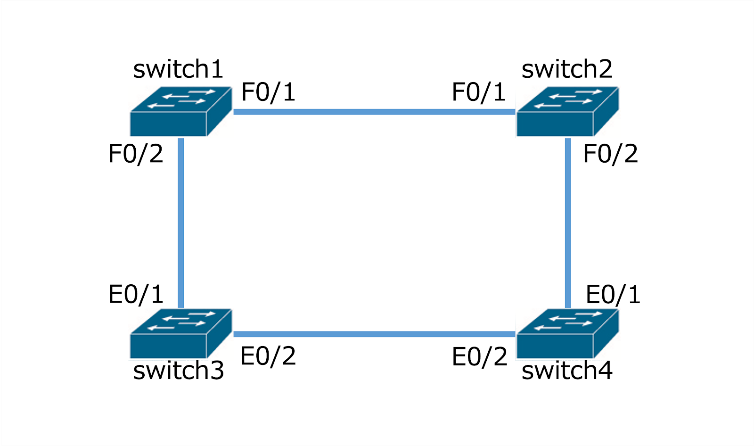 switch1
switch2
F0/1
F0/1
F0/2
F0/2
E0/1
E0/1
E0/2
E0/2
switch3
switch4